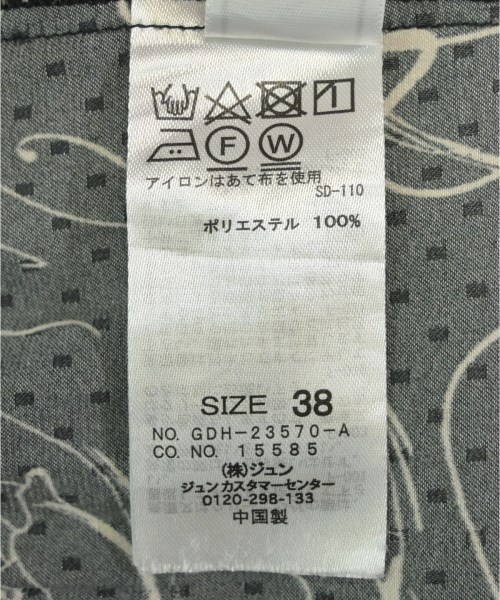 F W
アイロンはあて布を使用
SD-110
ポリエステル 100%
SIZE 38
NO. GDH-23570-A
CO. NO. 15585
(株)ジュン
ジュンカスタマーセンター
0120-298-133
中国製